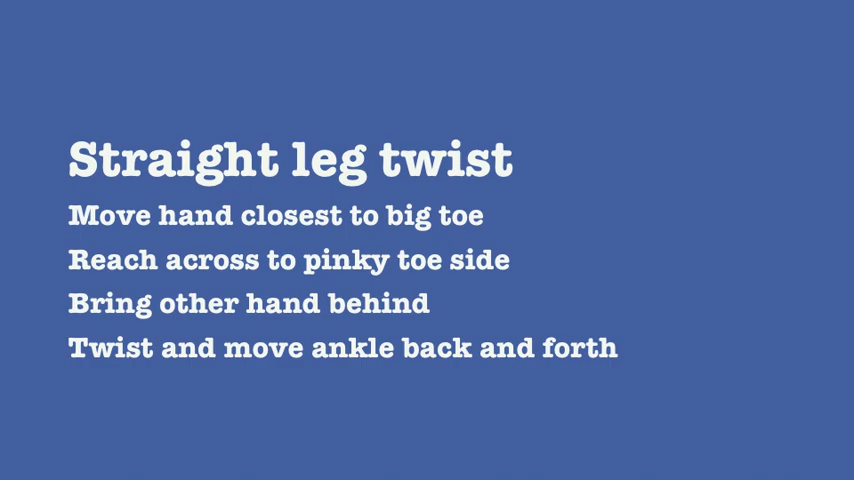 Straight leg twist
Move hand closest to big toe
Reach across to pinky toe side
Bring other hand behind
Twist and move ankle back and forth